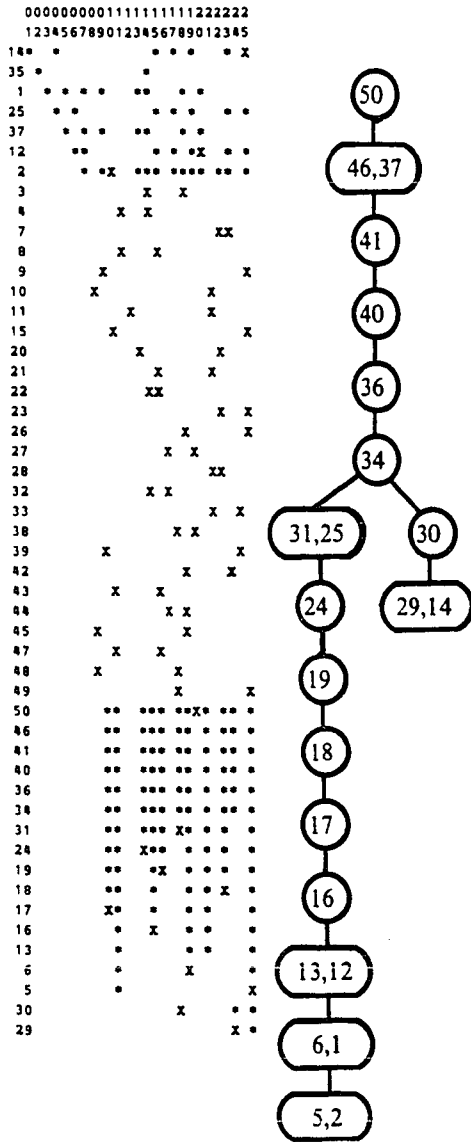 0000000001111111111222222
1234567890123456789012345
14* * * * * ** X
35 * *
1 * * * * ** ** * **
25 * * * * * * *
37 * * * * ** * * **
12 ** ** ** X ** 
2 * **X *** ***** ** *
3 X X
4 X X
7 XX
8 X X
9 X X
10 X X
11 X X
15 X X
20 X X
21 X X
22 XX
23 X X
26 X X
27 X X
28 XX
32 X X
33 X X
38 X X
39 X X
42 X X
43 X X
44 X X
45 X X
47 X X
48 X X
49 X X
50 ** *** **X* ** *
46 ** *** ** * ** *
41 ** *** ** * ** *
40 ** *** ** * ** *
36 ** *** ** * ** *
34 ** *** ** * ** *
31 ** *** X* * * *
24 ** X** * * * *
19 ** *X * * * *
18 ** * * * X *
17 X* * * * *
16 * X * * *
13 * * * *
6 * X *
5 * X
30 X * *
29 X *
50
46,37
41
40
36
34
31,25 30
24 29,14
19
18
17
16
13,12
6,1
5,2